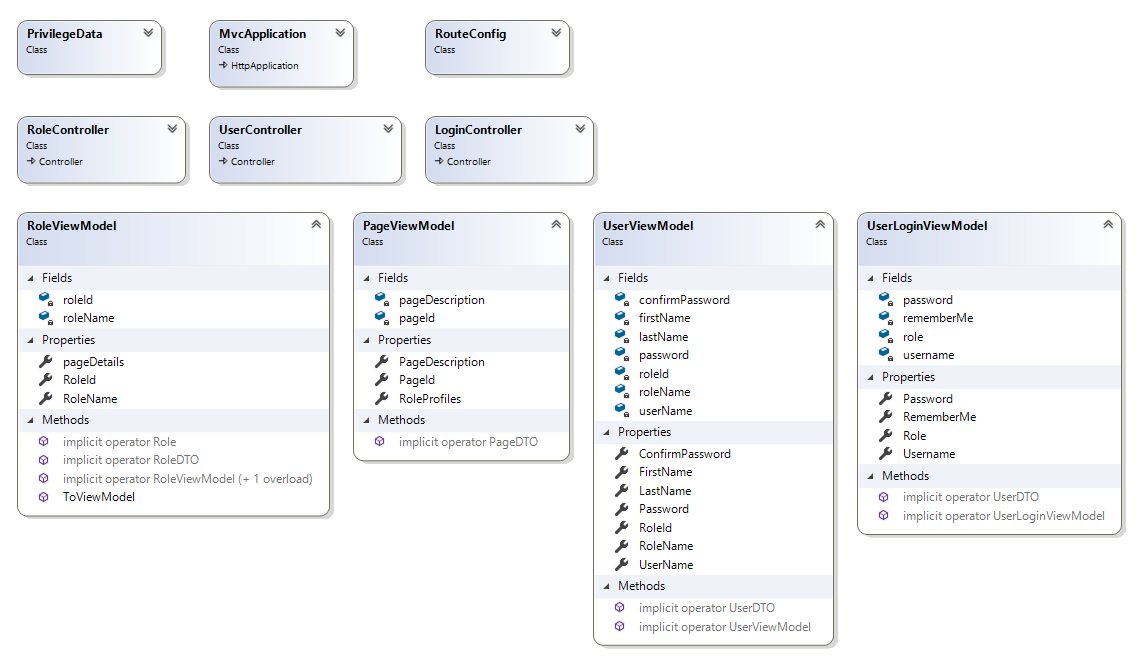 PrivilegeData
Class
MvcApplication
Class
HttpApplication
RouteConfig
Class
RoleController
Class
Controller
UserController
Class
Controller
LoginController
Class
Controller
RoleViewModel
Class
Fields
roleId
roleName
Properties
pageDetails
RoleId
RoleName
Methods
implicit operator Role
implicit operator RoleDTO
implicit operator RoleViewModel (+ 1 overload)
ToViewModel
PageViewModel
Class
Fields
pageDescription
pageId
Properties
PageDescription
PageId
RoleProfiles
Methods
implicit operator PageDTO
UserViewModel
Class
Fields
confirmPassword
firstName
lastName
password
roleId
roleName
userName
Properties
ConfirmPassword
FirstName
LastName
Password
RoleId
RoleName
UserName
Methods
implicit operator UserDTO
implicit operator UserViewModel
UserLoginViewModel
Class
Fields
password
rememberMe
role
username
Properties
Password
RememberMe
Role
Username
Methods
implicit operator UserDTO
implicit operator UserLoginViewModel